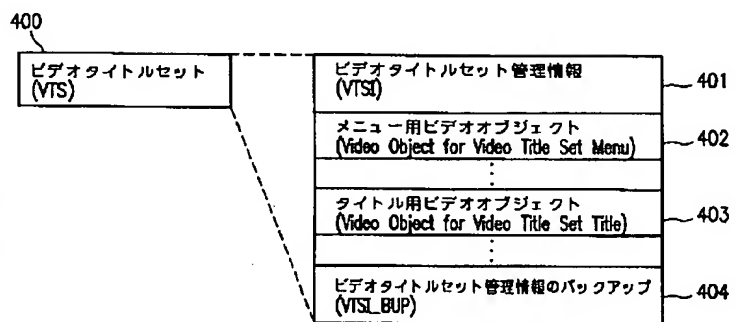 400
ビデオタイトルセット
(VTS)
ビデオタイトルセット管理情報
(VTSI)
401
メニュー用ビデオオブジェクト
(Video Object for Video Title Set Menu)
402
タイトル用ビデオオブジェクト
(Video Object for Video Title Set Title)
403
ビデオタイトルセット管理情報のバックアップ
(VTSI_BUP)
404